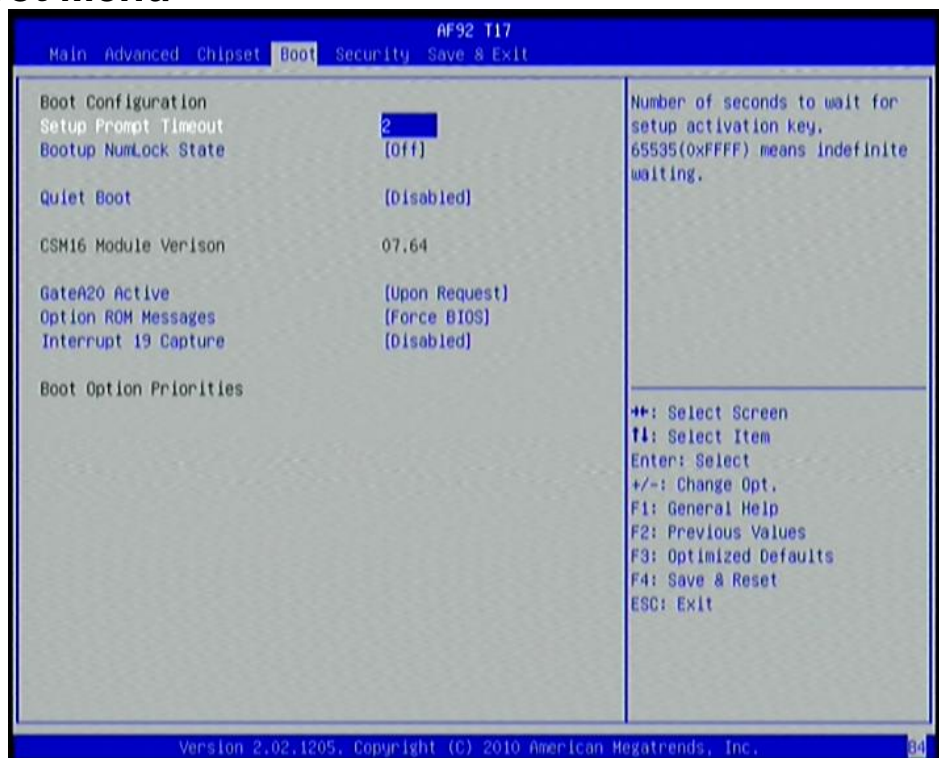 AF92 T17
Main Advanced Chipset Boot Security Save & Exit
Boot Configuration
Setup Prompt Timeout 2
Bootup NumLock State [Off]
Quiet Boot [Disabled]
CSM16 Module Verison 07.64
GateA20 Active [Upon Request]
Option ROM Messages [Force BIOS]
Interrupt 19 Capture [Disabled]
Boot Option Priorities
Number of seconds to wait for
setup activation key.
65535(0xFFFF) means indefinite
waiting.
→←: Select Screen
↑↓: Select Item
Enter: Select
+/-: Change Opt.
F1: General Help
F2: Previous Values
F3: Optimized Defaults
F4: Save & Reset
ESC: Exit
Version 2.02.1205. Copyright (C) 2010 American Megatrends, Inc.
B4